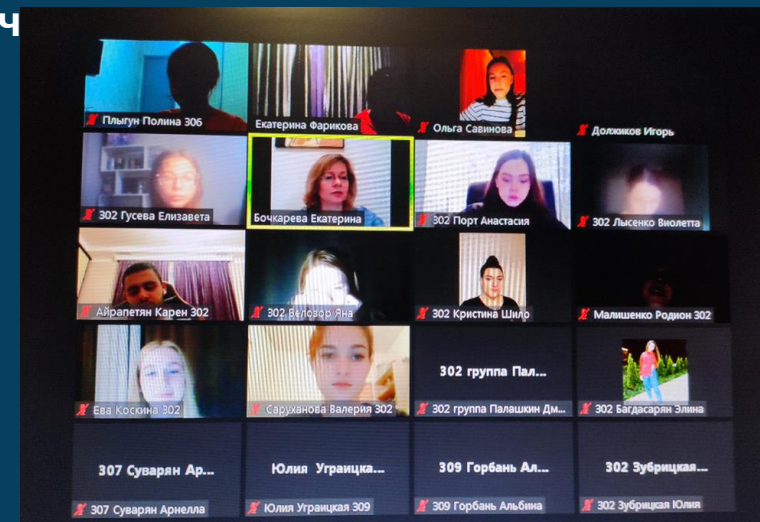 ч
Плыгун Полина 306
Екатерина Фарикова
Ольга Савинова
Должиков Игорь
302 Гусева Елизавета
Бочкарева Екатерина
302 Порт Анастасия
302 Лысенко Виолетта
Айрапетян Карен 302
302 Белозор Яна
302 Кристина Шило
Малишенко Родион 302
Ева Коскина 302
Саруханова Валерия 302
302 группа Пал...
302 группа Палашкин Дм...
302 Багдасарян Элина
307 Суварян Ар...
307 Суварян Арнелла
Юлия Украицка...
Юлия Украицкая 309
309 Горбань Ал...
309 Горбань Альбина
302 Зубрицкая...
302 Зубрицкая Юлия